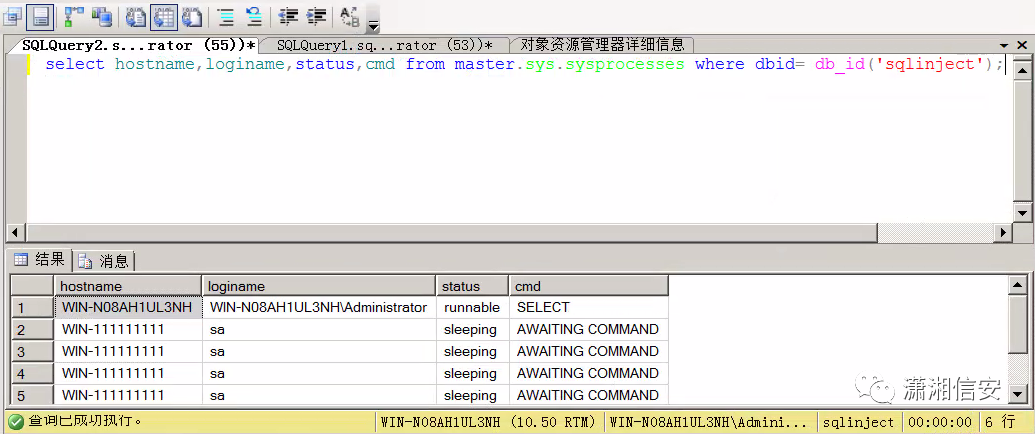 SQLQuery2.s...rator (55))* SQLQuery1.sq...rator (53))* 对象资源管理器详细信息
select hostname,loginame,status,cmd from master.sys.sysprocesses where dbid= db_id('sqlinject');
结果 消息
hostname loginame status cmd
1 WIN-N08AH1UL3NH WIN-N08AH1UL3NH\Administrator runnable SELECT
2 WIN-111111111 sa sleeping AWAITING COMMAND
3 WIN-111111111 sa sleeping AWAITING COMMAND
4 WIN-111111111 sa sleeping AWAITING COMMAND
5 WIN-111111111 sa sleeping AWAITING COMMAND
潇湘信安
查询已成功执行。 WIN-N08AH1UL3NH (10.50 RTM) WIN-N08AH1UL3NH\Admini... sqlinject 00:00:00 6 行